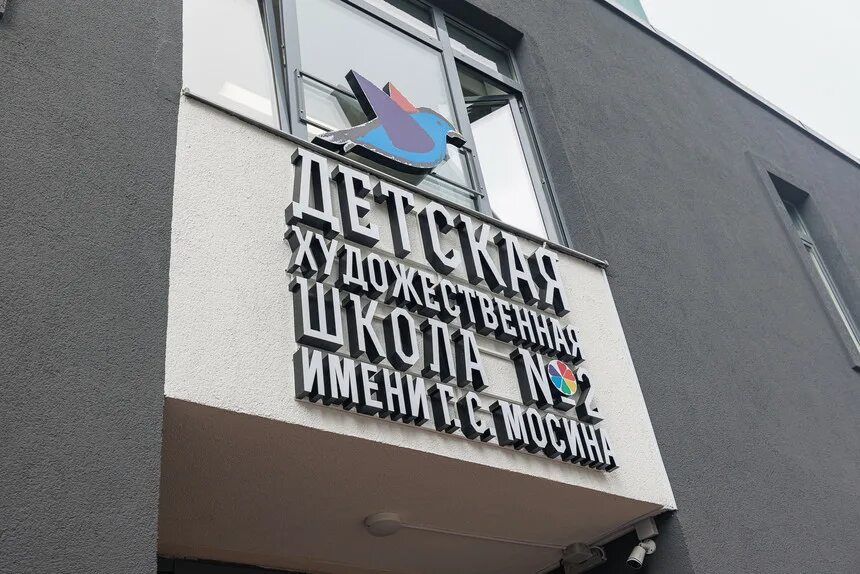 ДЕТСКАЯ
ХУДОЖЕСТВЕННАЯ
ШКОЛА №2
ИМЕНИ Г.С. МОСИНА